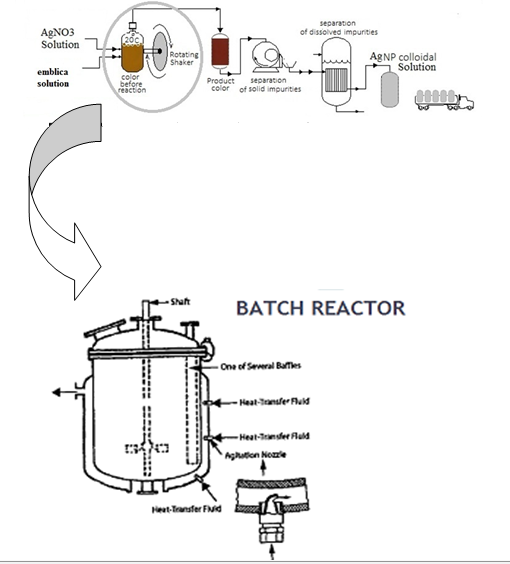 AgNO3
Solution
emblica
solution
20C
color
before
reaction
Rotating
Shaker
Product
color
separation
of solid impurities
separation
of dissolved impurities
AgNP colloidal
Solution
Shaft
BATCH REACTOR
One of Several Baffles
Heat-Transfer Fluid
Heat-Transfer Fluid
Agitation Nozzle
Heat-Transfer Fluid